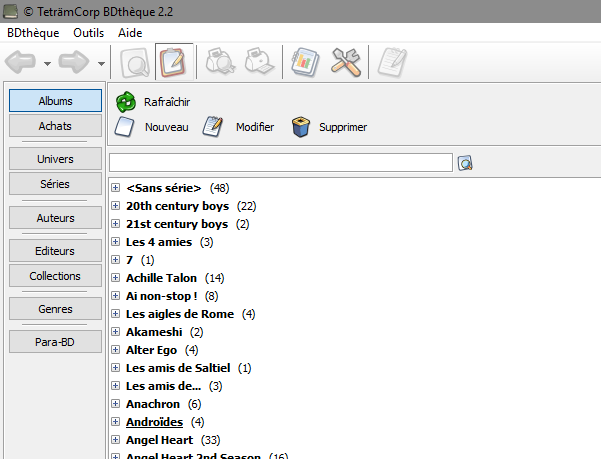 © TeträmCorp BDthèque 2.2
BDthèque Outils Aide
Albums
Achats
Univers
Séries
Auteurs
Editeurs
Collections
Genres
Para-BD
Rafraîchir
Nouveau Modifier Supprimer
<Sans série> (48)
20th century boys (22)
21st century boys (2)
Les 4 amies (3)
7 (1)
Achille Talon (14)
Ai non-stop ! (8)
Les aigles de Rome (4)
Akameshi (2)
Alter Ego (4)
Les amis de Saltiel (1)
Les amis de... (3)
Anachron (6)
Androïdes (4)
Angel Heart (33)
Angel Heart 2nd Season (16)